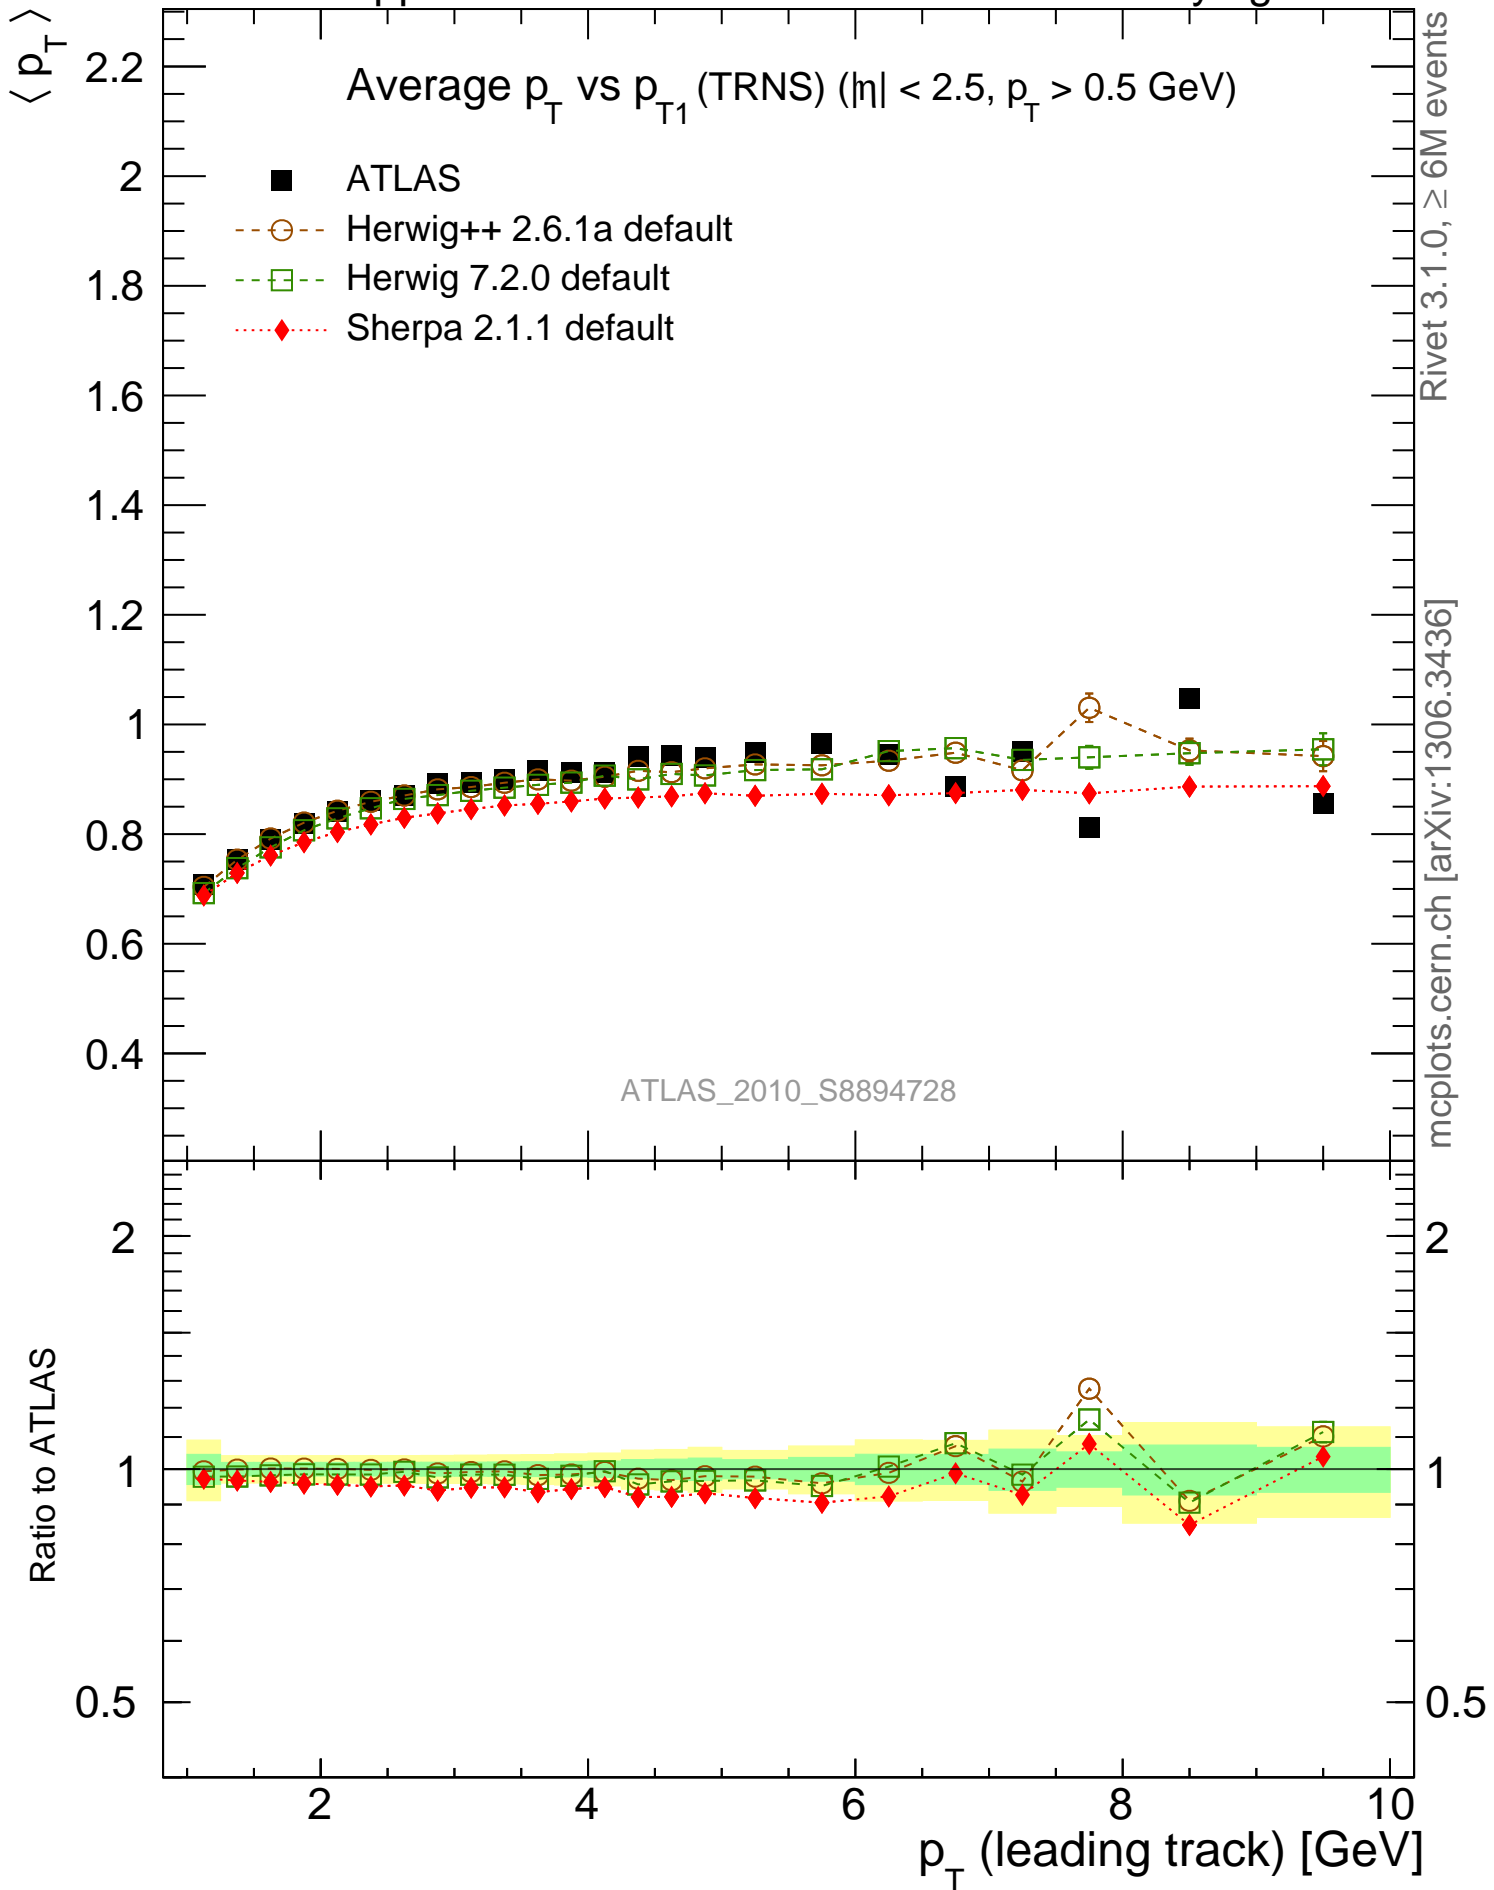 ⟨ p_T ⟩
Average p_T vs p_T1 (TRNS) (|η| < 2.5, p_T > 0.5 GeV)
ATLAS
Herwig++ 2.6.1a default
Herwig 7.2.0 default
Sherpa 2.1.1 default
2.2
2
1.8
1.6
1.4
1.2
1
0.8
0.6
0.4
ATLAS_2010_S8894728
Rivet 3.1.0, ≥ 6M events
mcplots.cern.ch [arXiv:1306.3436]
Ratio to ATLAS
2
1
0.5
2
1
0.5
2
4
6
8
10
p_T (leading track) [GeV]